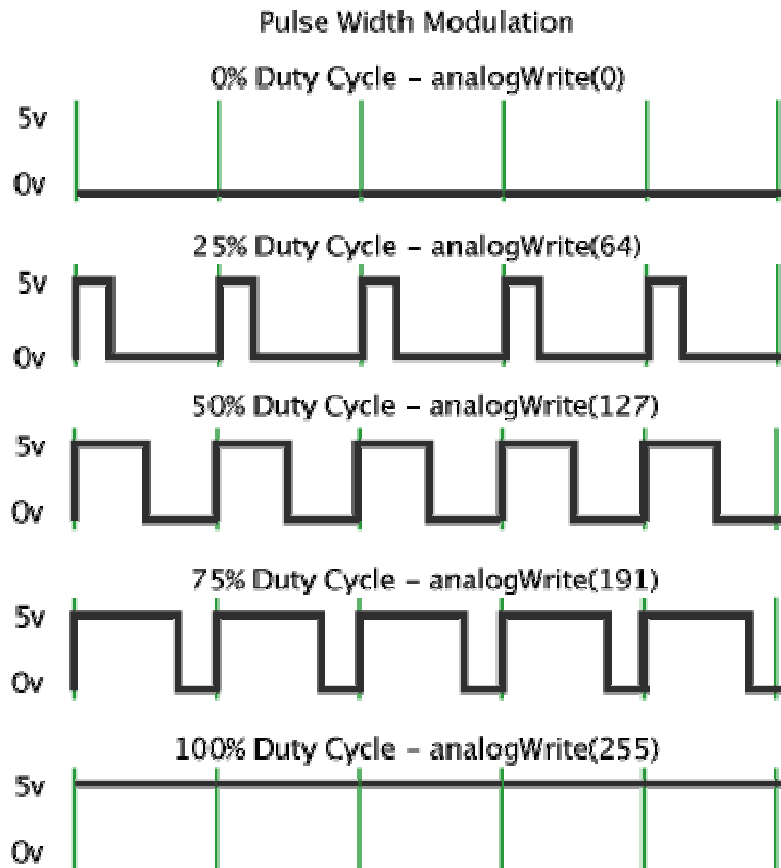 Pulse Width Modulation
0% Duty Cycle – analogWrite(0)
5v
0v
25% Duty Cycle – analogWrite(64)
5v
0v
50% Duty Cycle – analogWrite(127)
5v
0v
75% Duty Cycle – analogWrite(191)
5v
0v
100% Duty Cycle – analogWrite(255)
5v
0v